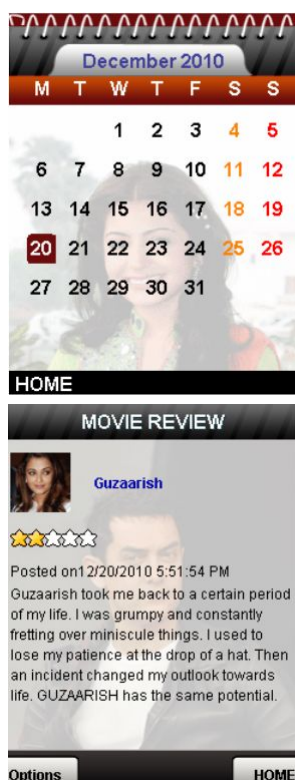 December 2010
M T W T F S S
1 2 3 4 5
6 7 8 9 10 11 12
13 14 15 16 17 18 19
20 21 22 23 24 25 26
27 28 29 30 31
HOME
MOVIE REVIEW
Guzaarish
Posted on12/20/2010 5:51:54 PM
Guzaarish took me back to a certain period
of my life. I was grumpy and constantly
fretting over miniscule things. I used to
lose my patience at the drop of a hat. Then
an incident changed my outlook towards
life. GUZAARISH has the same potential.
Options HOME